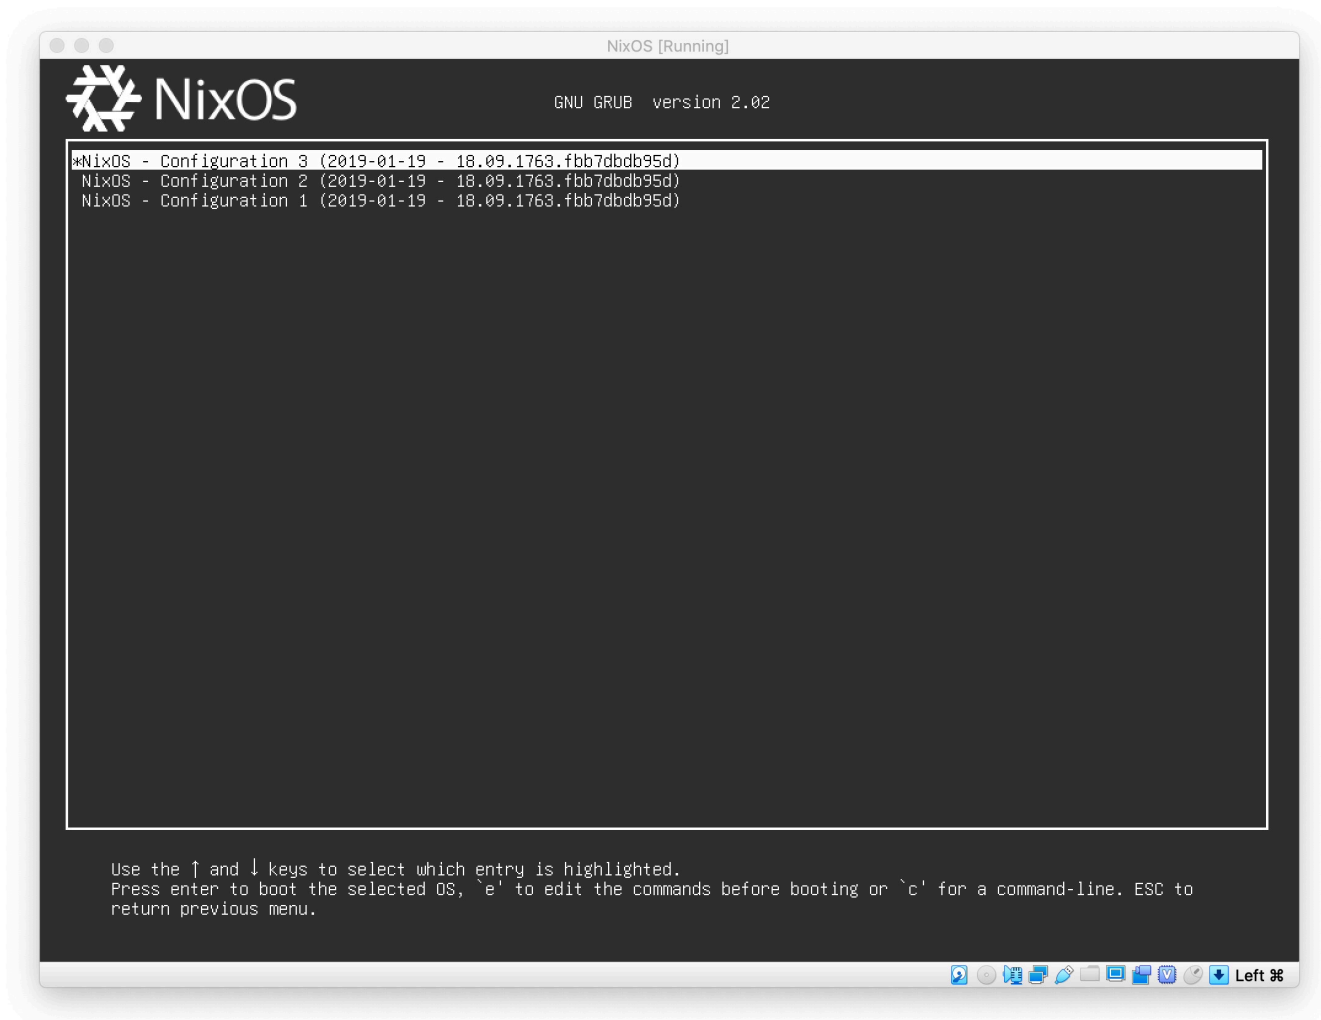 NixOS [Running]
NixOS
GNU GRUB  version 2.02
*NixOS - Configuration 3 (2019-01-19 - 18.09.1763.fbb7dbdb95d)
NixOS - Configuration 2 (2019-01-19 - 18.09.1763.fbb7dbdb95d)
NixOS - Configuration 1 (2019-01-19 - 18.09.1763.fbb7dbdb95d)
Use the ↑ and ↓ keys to select which entry is highlighted.
Press enter to boot the selected OS, `e' to edit the commands before booting or `c' for a command-line. ESC to
return previous menu.
Left ⌘